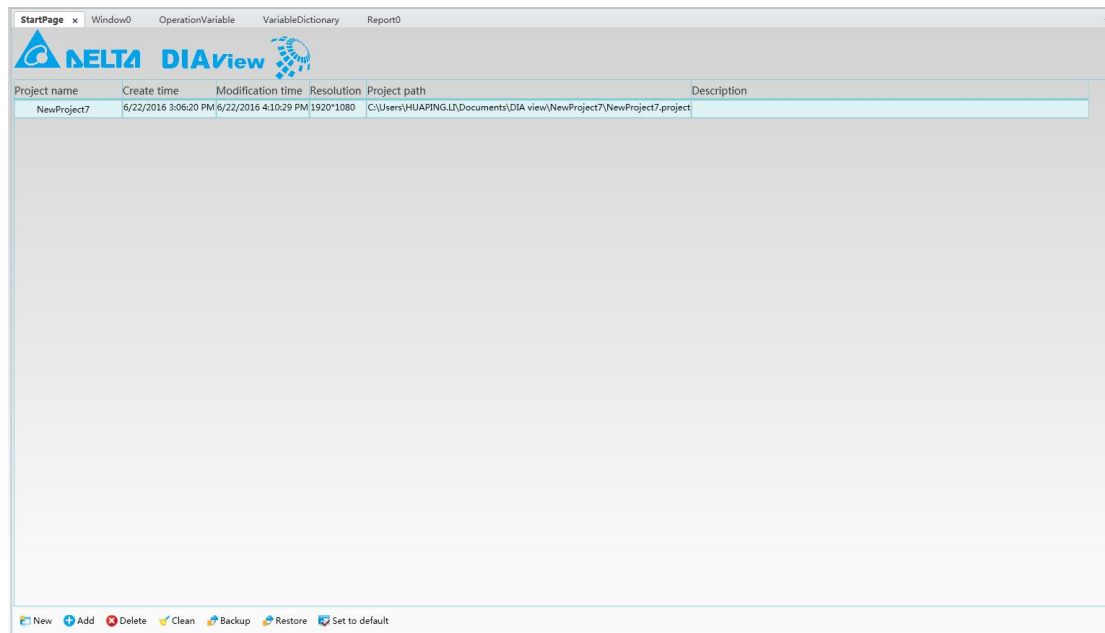 StartPage x Window0 OperationVariable VariableDictionary Report0
DELTA DIAView
Project name Create time Modification time Resolution Project path Description
NewProject7 6/22/2016 3:06:20 PM 6/22/2016 4:10:29 PM 1920*1080 C:\Users\HUAPING.LI\Documents\DIA view\NewProject7\NewProject7.project
New Add Delete Clean Backup Restore Set to default